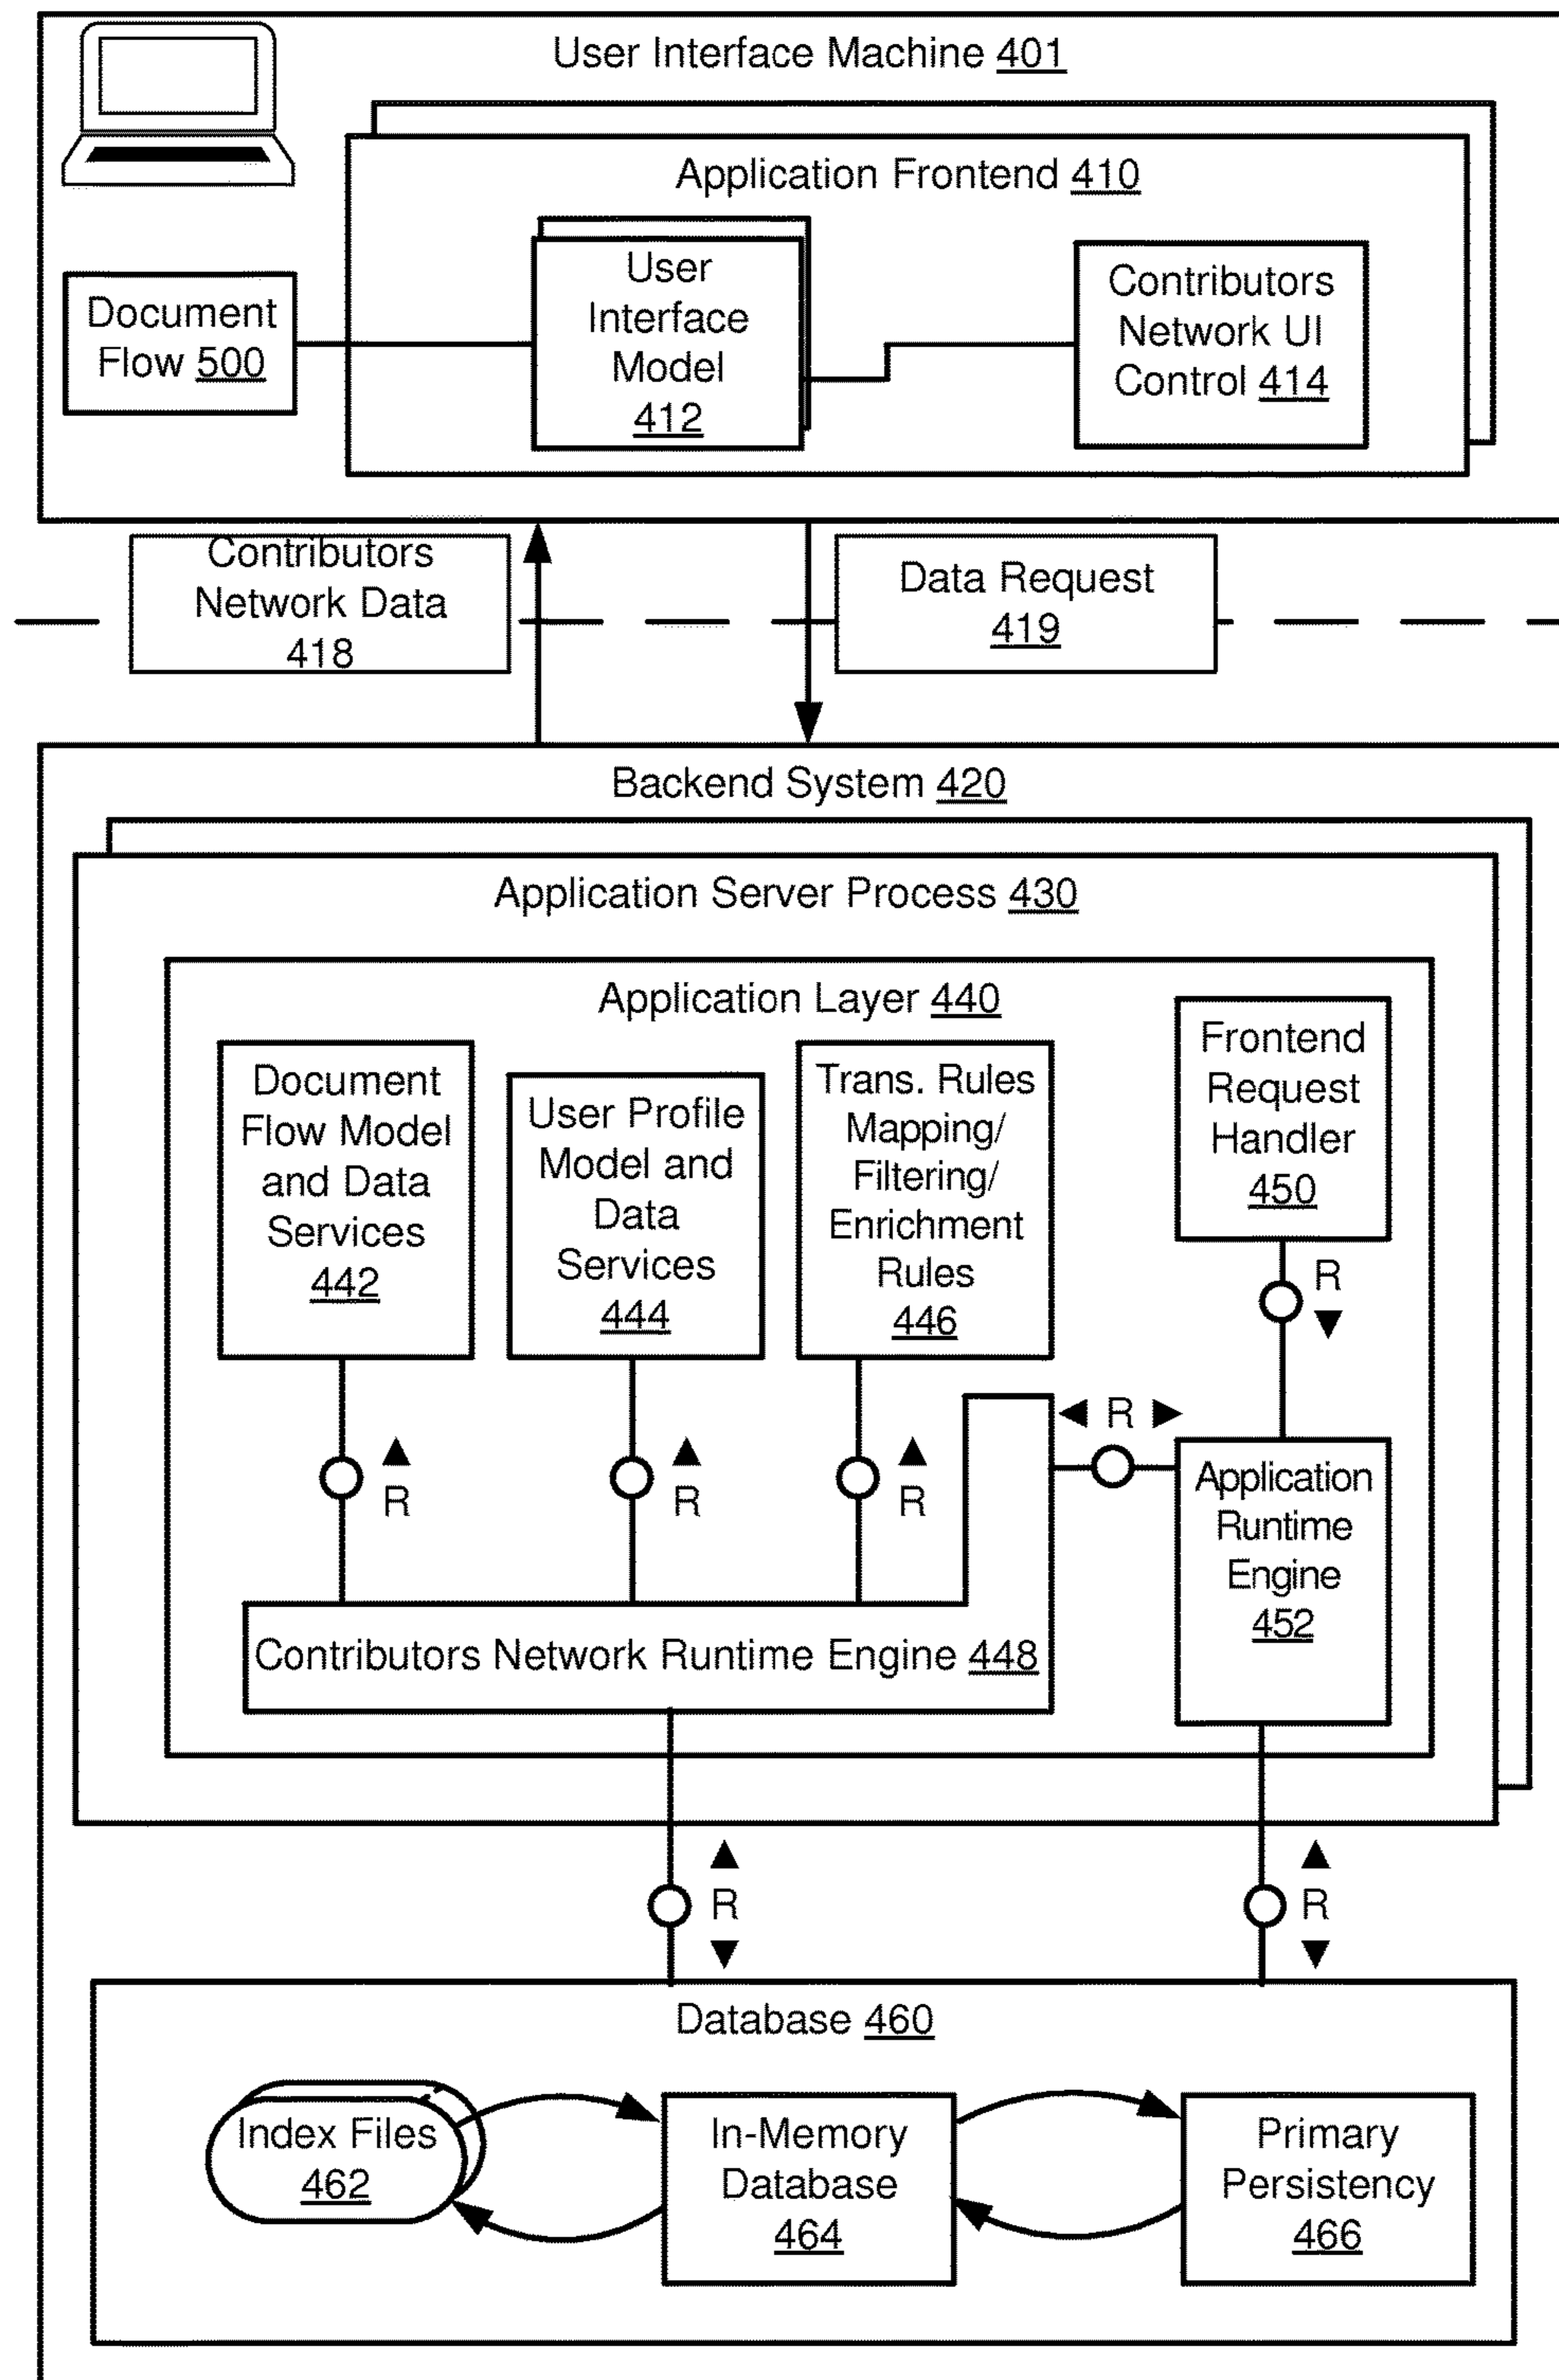 User Interface Machine 401
Application Frontend 410
Document
Flow 500
User
Interface
Model
412
Contributors
Network UI
Control 414
Contributors
Network Data
418
Data Request
419
Backend System 420
Application Server Process 430
Application Layer 440
Document
Flow Model
and Data
Services
442
User Profile
Model and
Data
Services
444
Trans. Rules
Mapping/
Filtering/
Enrichment
Rules
446
Frontend
Request
Handler
450
R
R
R
R
R
Application
Runtime
Engine
452
Contributors Network Runtime Engine 448
R
R
Database 460
Index Files
462
In-Memory
Database
464
Primary
Persistency
466